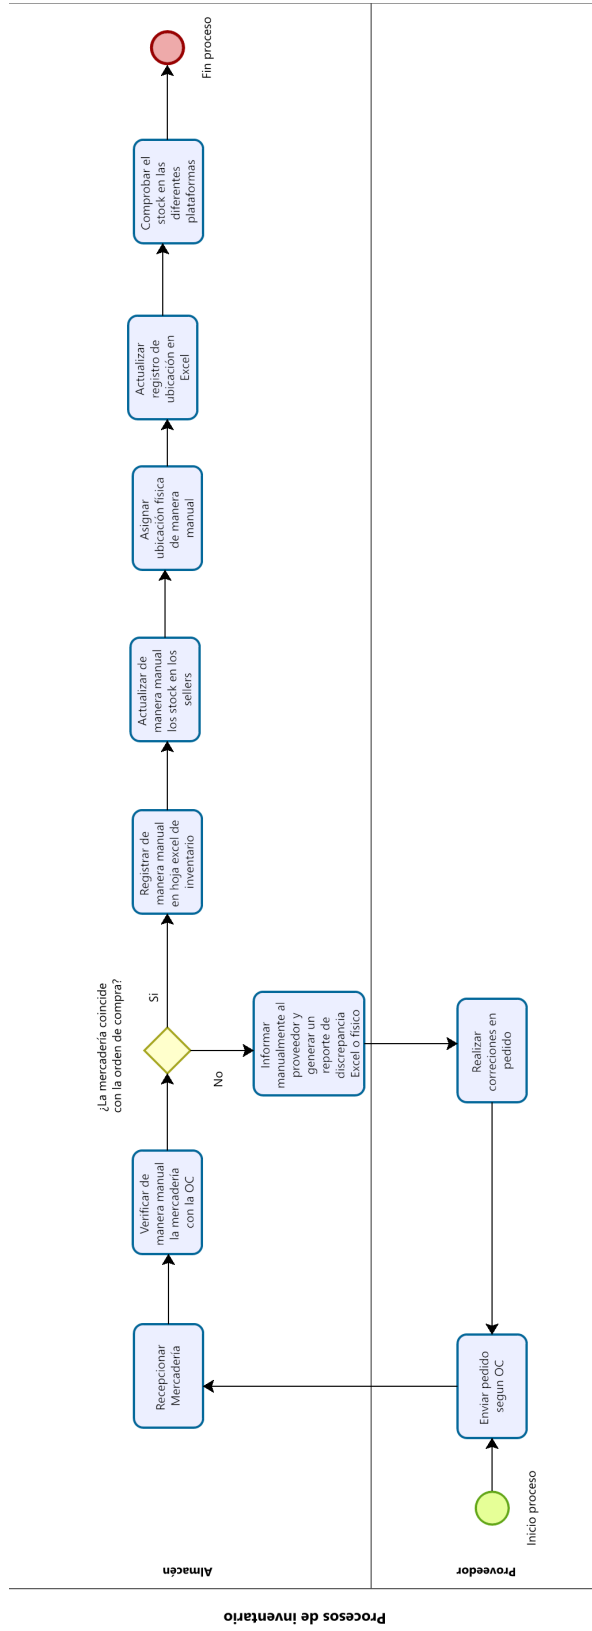 Procesos de inventario
Almacén
Recepcionar
Mercadería
Verificar de
manera manual
la mercadería
con la OC
¿La mercadería coincide
con la orden de compra?
Si
No
Registrar de
manera manual
en hoja excel de
inventario
Actualizar de
manera manual
los stock en los
sellers
Asignar
ubicación física
de manera
manual
Actualizar
registro de
ubicación en
Excel
Comprobar el
stock en las
diferentes
plataformas
Fin proceso
Informar
manualmente al
proveedor y
generar un
reporte de
discrepancia
Excel o físico
Proveedor
Inicio proceso
Enviar pedido
segun OC
Realizar
correciones en
pedido